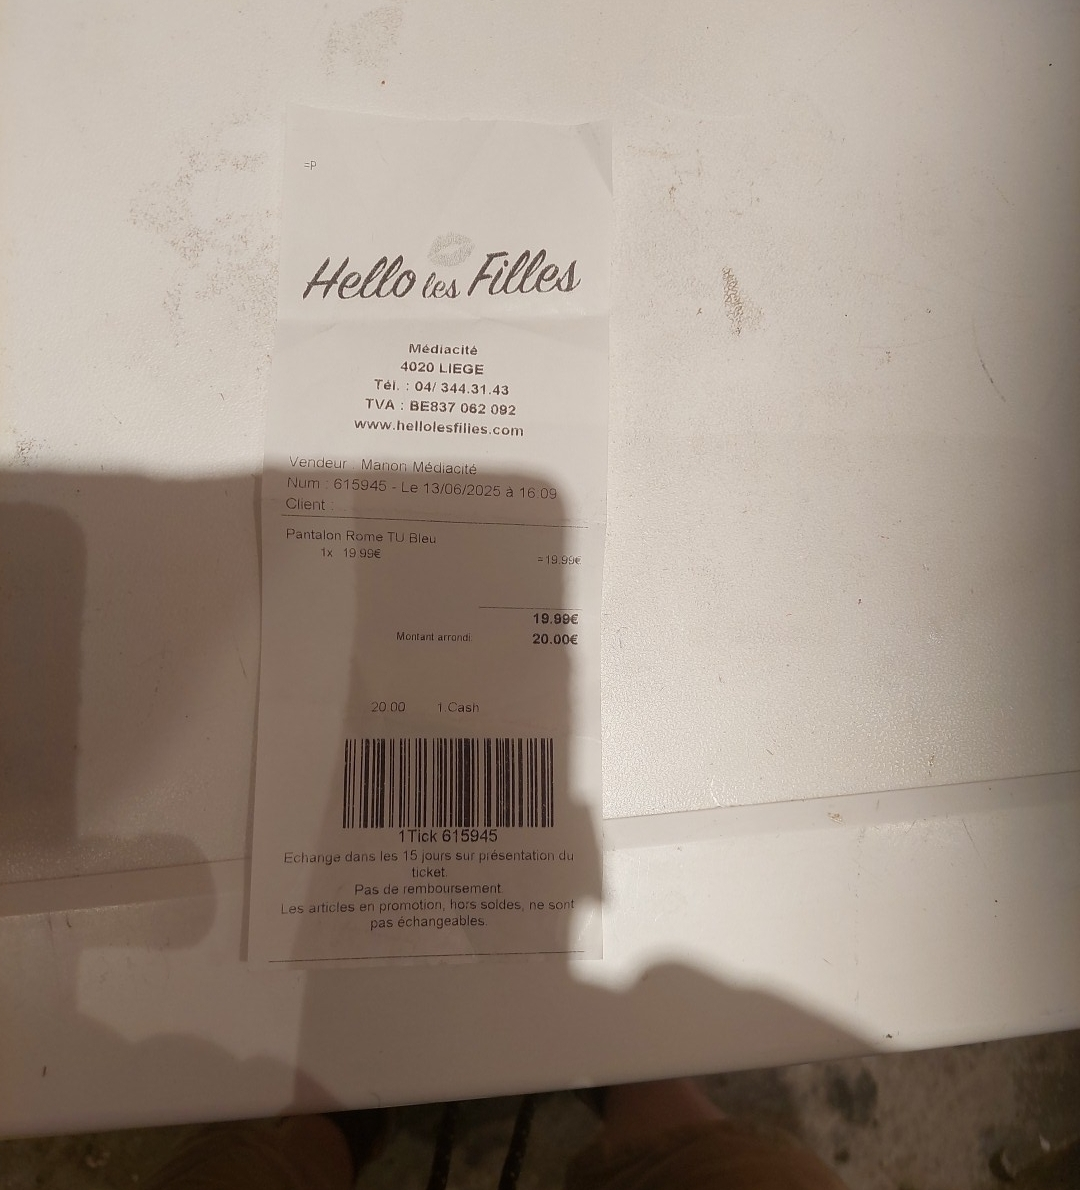 =P
Hello les Filles
Médiacité
4020 LIEGE
Tél. : 04/ 344.31.43
TVA : BE837 062 092
www.hellolesfilles.com
Vendeur : Manon Médiacité
Num : 615945 - Le 13/06/2025 à 16:09
Client :
Pantalon Rome TU Bleu
1x 19.99€ =19.99€
19.99€
Montant arrondi: 20.00€
20.00 1.Cash
1Tick 615945
Echange dans les 15 jours sur présentation du
ticket.
Pas de remboursement.
Les articles en promotion, hors soldes, ne sont
pas échangeables.